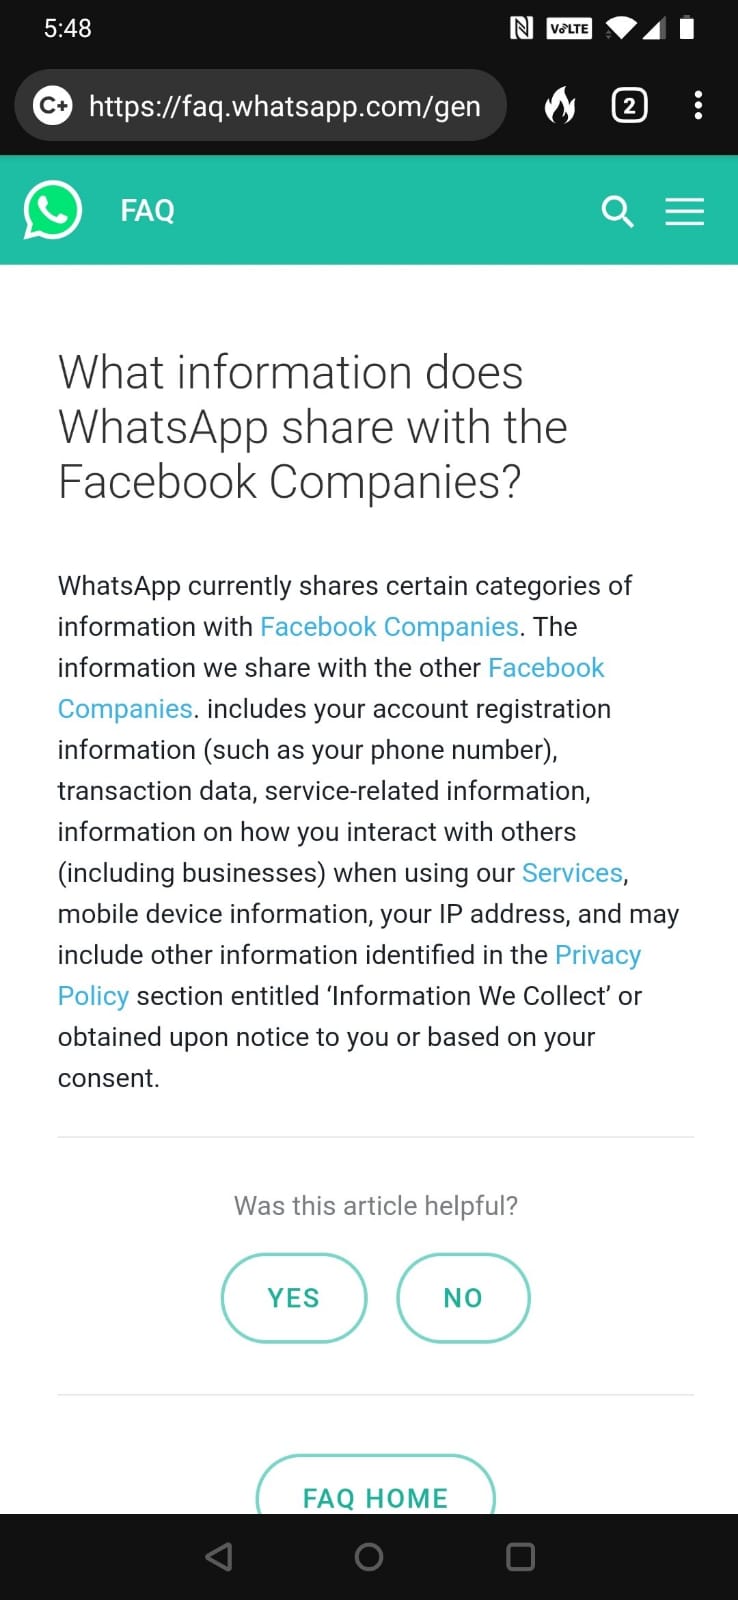 5:48
VoLTE
C+ https://faq.whatsapp.com/gen 2
FAQ
What information does
WhatsApp share with the
Facebook Companies?
WhatsApp currently shares certain categories of
information with Facebook Companies. The
information we share with the other Facebook
Companies. includes your account registration
information (such as your phone number),
transaction data, service-related information,
information on how you interact with others
(including businesses) when using our Services,
mobile device information, your IP address, and may
include other information identified in the Privacy
Policy section entitled ‘Information We Collect’ or
obtained upon notice to you or based on your
consent.
Was this article helpful?
YES NO
FAQ HOME